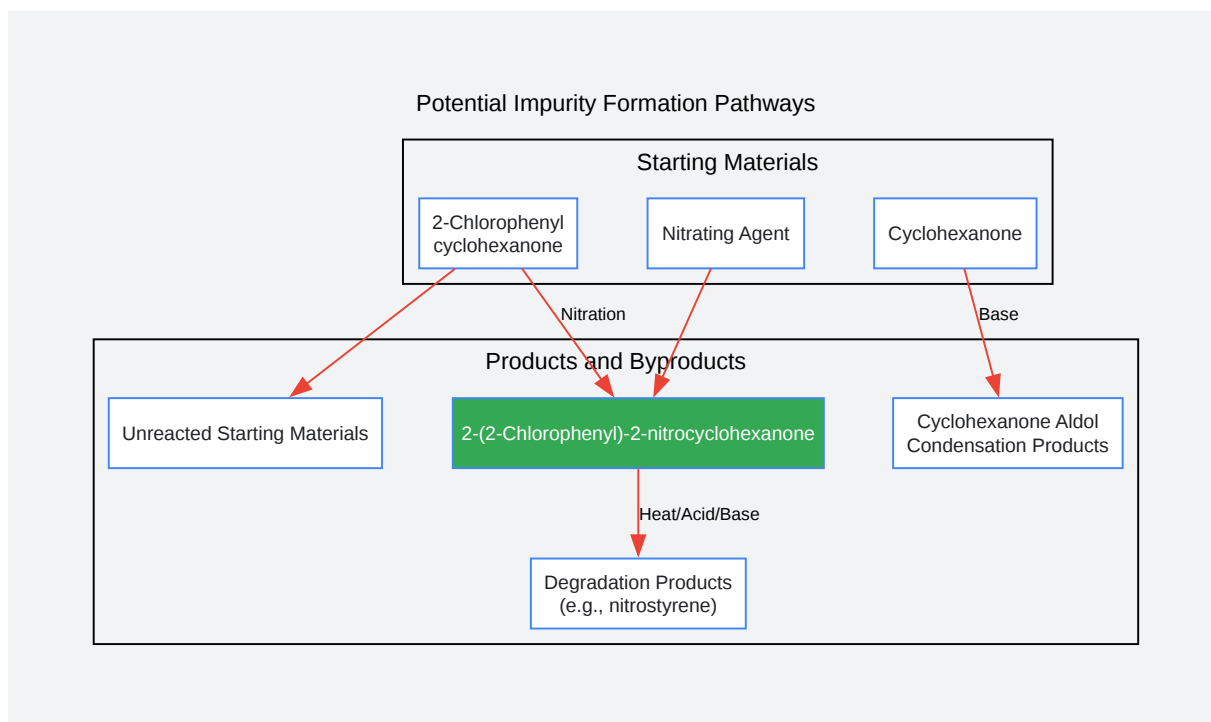 Potential Impurity Formation Pathways
Starting Materials
2-Chlorophenyl
cyclohexanone
Nitrating Agent
Cyclohexanone
Nitration
Base
Products and Byproducts
Unreacted Starting Materials
2-(2-Chlorophenyl)-2-nitrocyclohexanone
Cyclohexanone Aldol
Condensation Products
Heat/Acid/Base
Degradation Products
(e.g., nitrostyrene)